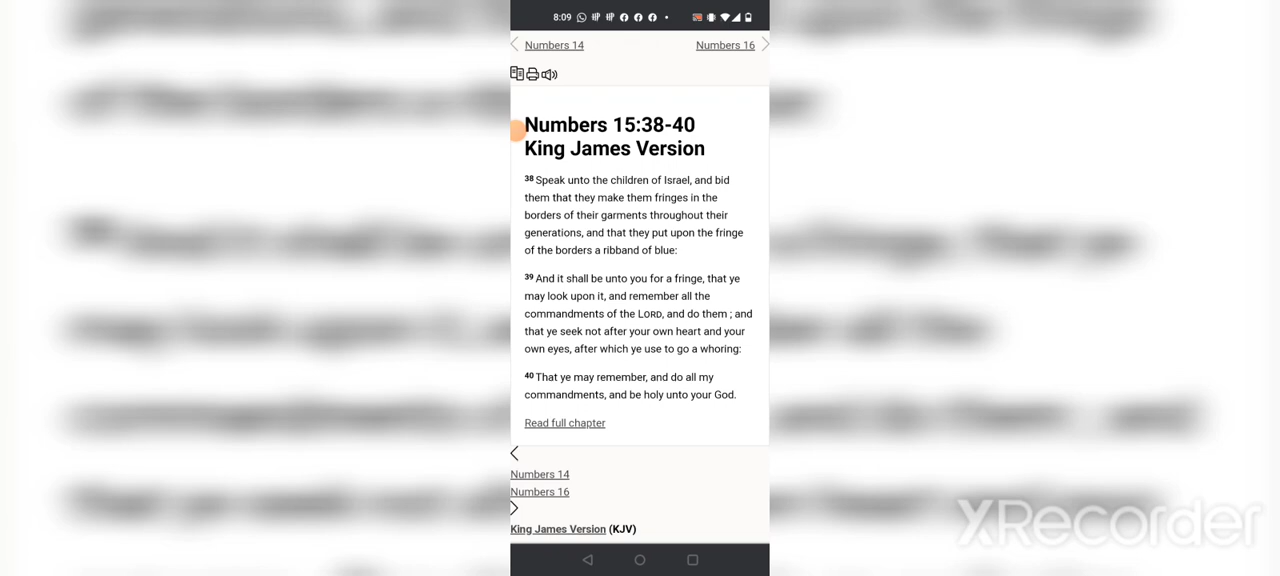 8:09
Numbers 14 Numbers 16
Numbers 15:38-40
King James Version
38 Speak unto the children of Israel, and bid
them that they make them fringes in the
borders of their garments throughout their
generations, and that they put upon the fringe
of the borders a ribband of blue:
39 And it shall be unto you for a fringe, that ye
may look upon it, and remember all the
commandments of the LORD, and do them ; and
that ye seek not after your own heart and your
own eyes, after which ye use to go a whoring:
40 That ye may remember, and do all my
commandments, and be holy unto your God.
Read full chapter
Numbers 14
Numbers 16
King James Version (KJV)
XRecorder